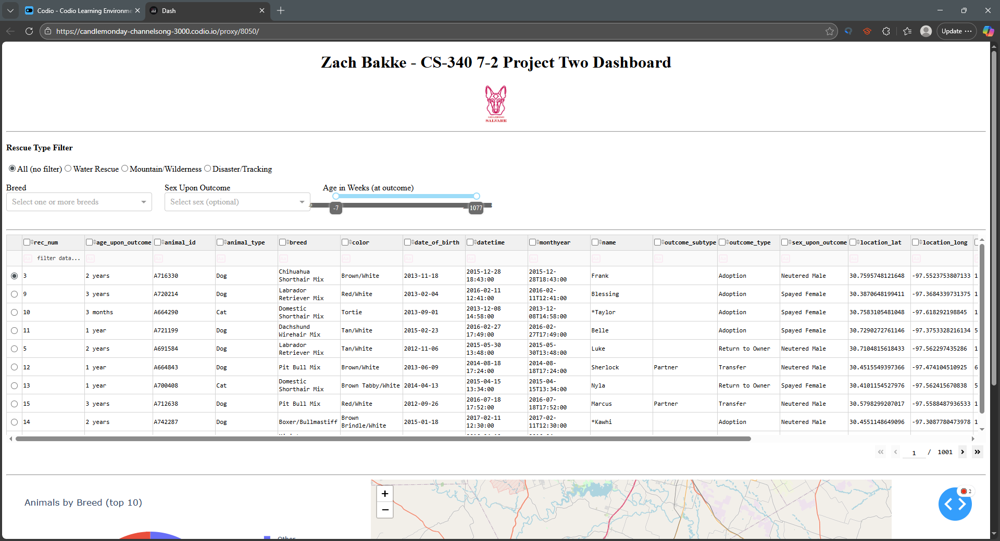 Codio - Codio Learning Environme
Dash
https://candlemonday-channelsong-3000.codio.io/proxy/8050/
Update
Zach Bakke - CS-340 7-2 Project Two Dashboard
GRAZIOSO
SALVARE
Rescue Type Filter
All (no filter) Water Rescue Mountain/Wilderness Disaster/Tracking
Breed Sex Upon Outcome Age in Weeks (at outcome)
Select one or more breeds Select sex (optional)
-7 1077
rec_num age_upon_outcome animal_id animal_type breed color date_of_birth datetime monthyear name outcome_subtype outcome_type sex_upon_outcome location_lat location_long
Aa filter data... Aa Aa Aa Aa Aa Aa Aa Aa Aa Aa Aa Aa Aa Aa
3 2 years A716330 Dog Chihuahua Shorthair Mix Brown/White 2013-11-18 2015-12-28 18:43:00 2015-12-28T18:43:00 Frank Adoption Neutered Male 30.7595748121648 -97.5523753807133 1
9 3 years A720214 Dog Labrador Retriever Mix Red/White 2013-02-04 2016-02-11 12:41:00 2016-02-11T12:41:00 Blessing Adoption Spayed Female 30.3870648199411 -97.3684339731375 1
10 3 months A664290 Cat Domestic Shorthair Mix Tortie 2013-09-01 2013-12-08 14:58:00 2013-12-08T14:58:00 *Taylor Adoption Spayed Female 30.7583105481048 -97.618292198845 1
11 1 year A721199 Dog Dachshund Wirehair Mix Tan/White 2015-02-23 2016-02-27 17:49:00 2016-02-27T17:49:00 Belle Adoption Spayed Female 30.7290272761146 -97.3753328216134 5
5 2 years A691584 Dog Labrador Retriever Mix Tan/White 2012-11-06 2015-05-30 13:48:00 2015-05-30T13:48:00 Luke Return to Owner Neutered Male 30.7104815618433 -97.562297435286 1
12 1 year A664843 Dog Pit Bull Mix Brown/White 2013-06-09 2014-08-18 17:24:00 2014-08-18T17:24:00 Sherlock Partner Transfer Neutered Male 30.4515549397366 -97.474104510925 6
13 1 year A700408 Cat Domestic Shorthair Mix Brown Tabby/White 2014-04-13 2015-04-15 13:34:00 2015-04-15T13:34:00 Nyla Return to Owner Spayed Female 30.4101154527976 -97.562415670838 5
15 3 years A712638 Dog Pit Bull Mix Red/White 2012-09-26 2016-07-18 17:52:00 2016-07-18T17:52:00 Marcus Partner Transfer Neutered Male 30.5798299207017 -97.5588487936533 1
14 2 years A742287 Dog Boxer/Bullmastiff Brown Brindle/White 2015-01-18 2017-02-11 12:30:00 2017-02-11T12:30:00 *Kawhi Adoption Neutered Male 30.4551148649096 -97.3087780473978 1
1 / 1001
Animals by Breed (top 10)
+
−
2
Other